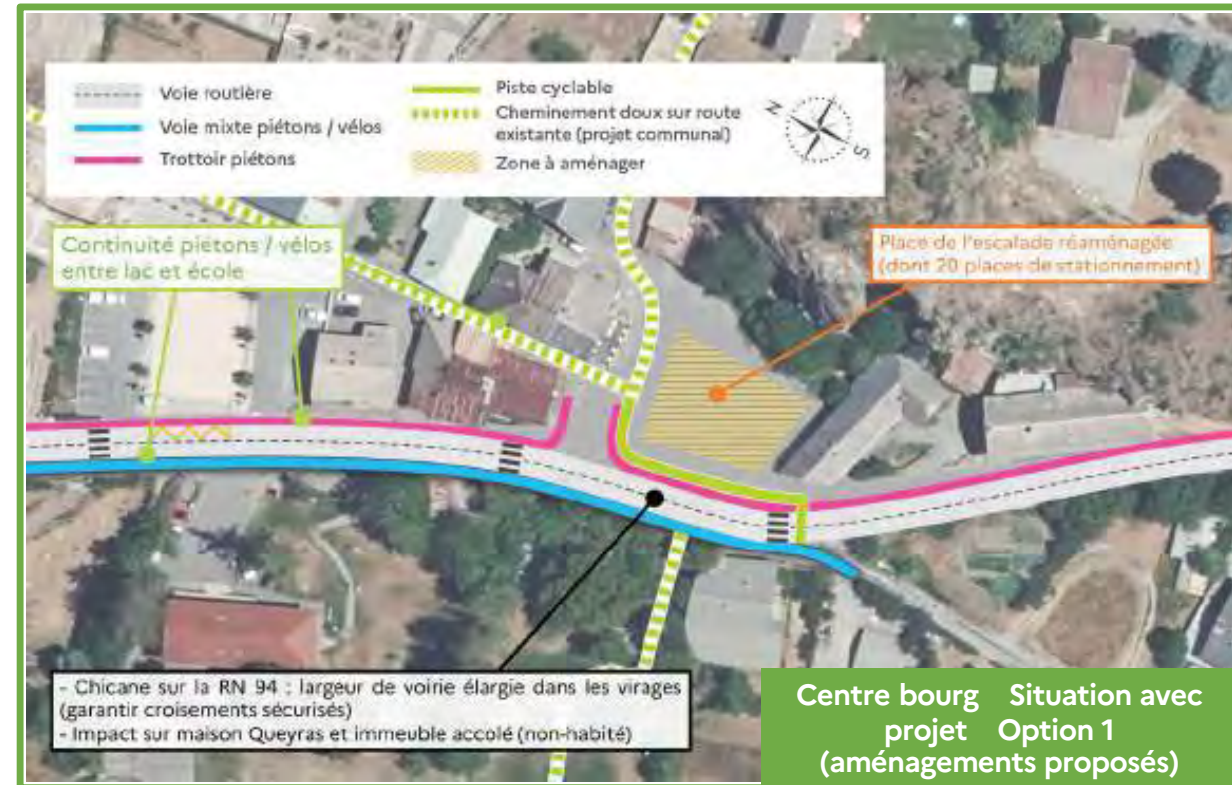 Voie routière
Voie mixte piétons / vélos
Trottoir piétons
Piste cyclable
Cheminement doux sur route
existante (projet communal)
Zone à aménager
N
S
Continuité piétons / vélos
entre lac et école
Place de l'escalade réaménagée
(dont 20 places de stationnement)
- Chicane sur la RN 94 : largeur de voirie élargie dans les virages
(garantir croisements sécurisés)
- Impact sur maison Queyras et immeuble accolé (non-habité)
Centre bourg Situation avec
projet Option 1
(aménagements proposés)